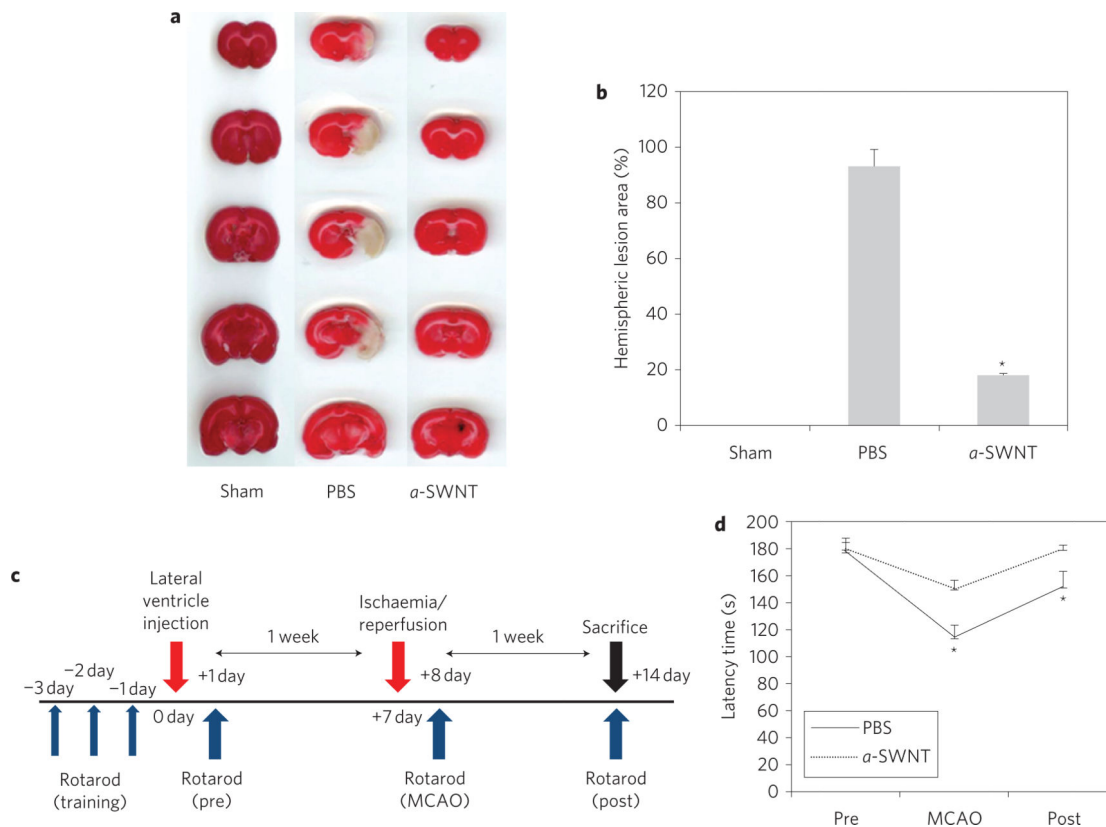 a
Sham PBS a-SWNT
b
Hemispheric lesion area (%)
120
100
80
60
40
20
0
*
Sham PBS a-SWNT
c
Lateral
ventricle
injection
Ischaemia/
reperfusion
Sacrifice
1 week
1 week
−3 day
−2 day
−1 day
+1 day
+8 day
+14 day
0 day
+7 day
Rotarod
(training)
Rotarod
(pre)
Rotarod
(MCAO)
Rotarod
(post)
d
Latency time (s)
200
180
160
140
120
100
80
60
40
20
0
*
*
PBS
a-SWNT
Pre MCAO Post